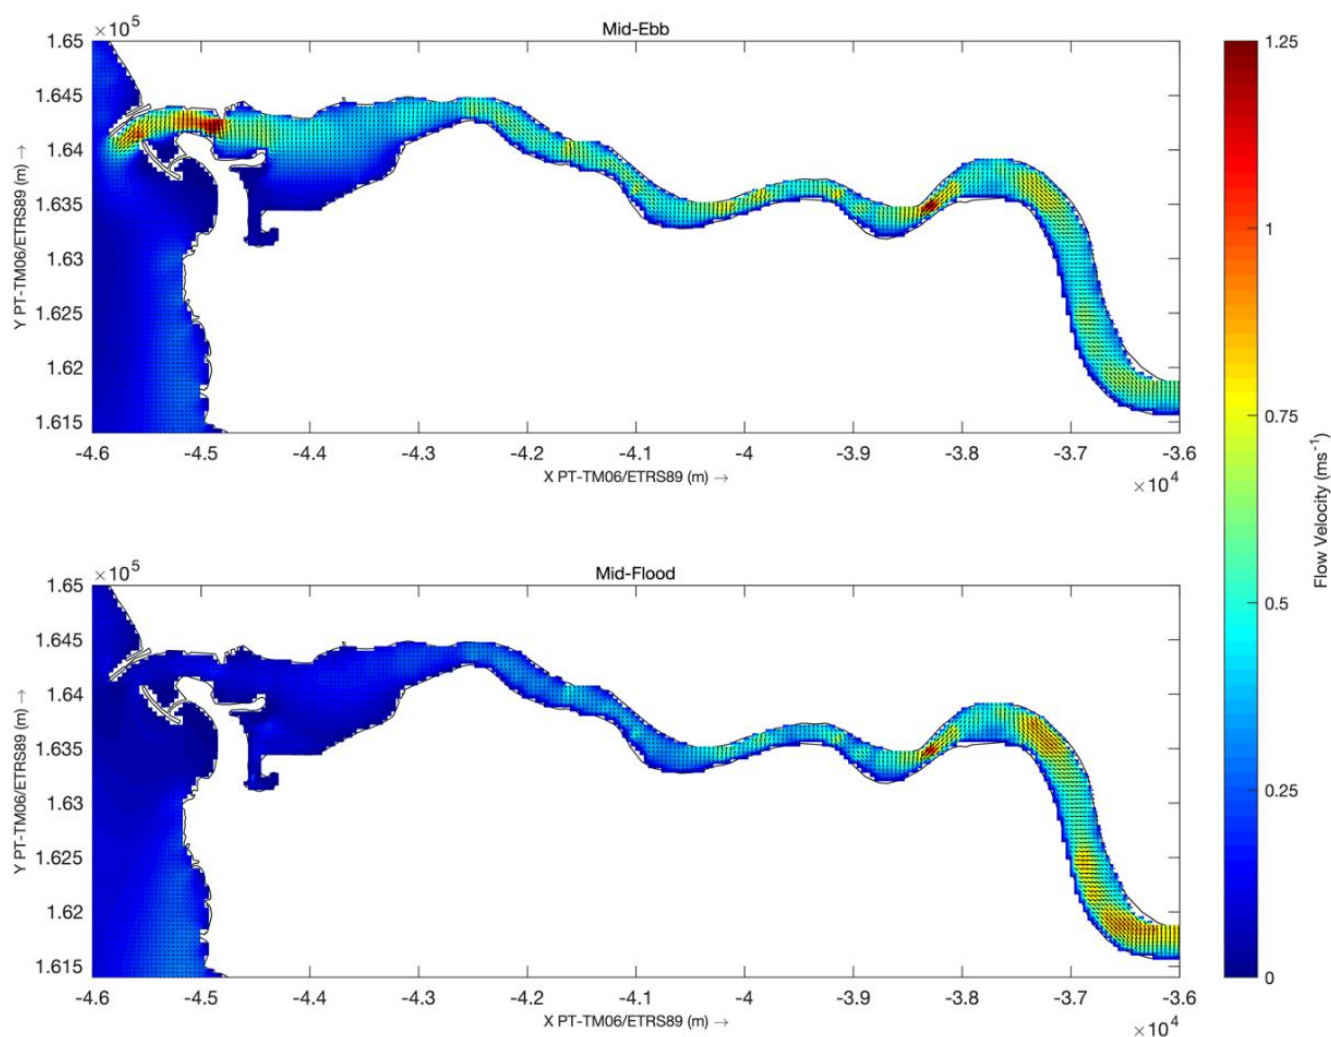 ×10⁵
Mid-Ebb
1.65
1.645
1.64
1.635
1.63
1.625
1.62
1.615
Y PT-TM06/ETRS89 (m) →
-4.6 -4.5 -4.4 -4.3 -4.2 -4.1 -4 -3.9 -3.8 -3.7 -3.6
X PT-TM06/ETRS89 (m) →
×10⁴
×10⁵
Mid-Flood
1.65
1.645
1.64
1.635
1.63
1.625
1.62
1.615
Y PT-TM06/ETRS89 (m) →
-4.6 -4.5 -4.4 -4.3 -4.2 -4.1 -4 -3.9 -3.8 -3.7 -3.6
X PT-TM06/ETRS89 (m) →
×10⁴
1.25
1
0.75
0.5
0.25
0
Flow Velocity (ms⁻¹)